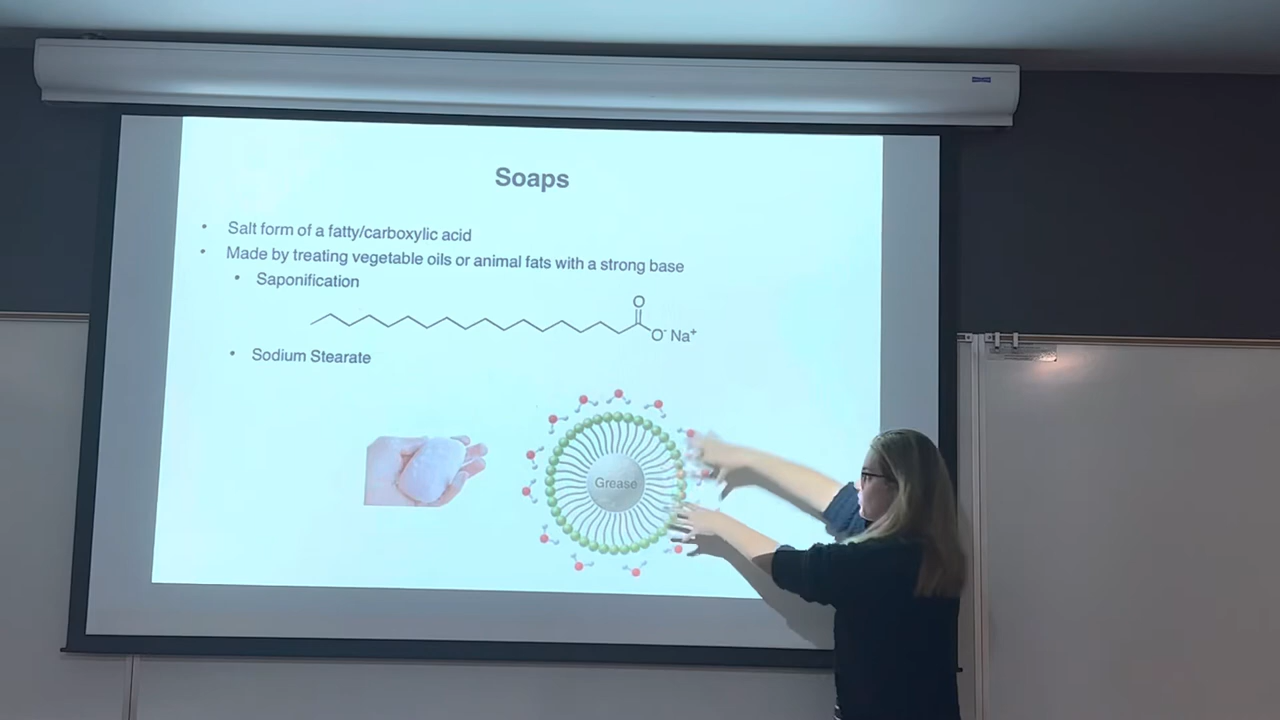 Soaps
• Salt form of a fatty/carboxylic acid
• Made by treating vegetable oils or animal fats with a strong base
• Saponification
O
O⁻ Na⁺
• Sodium Stearate
Grease